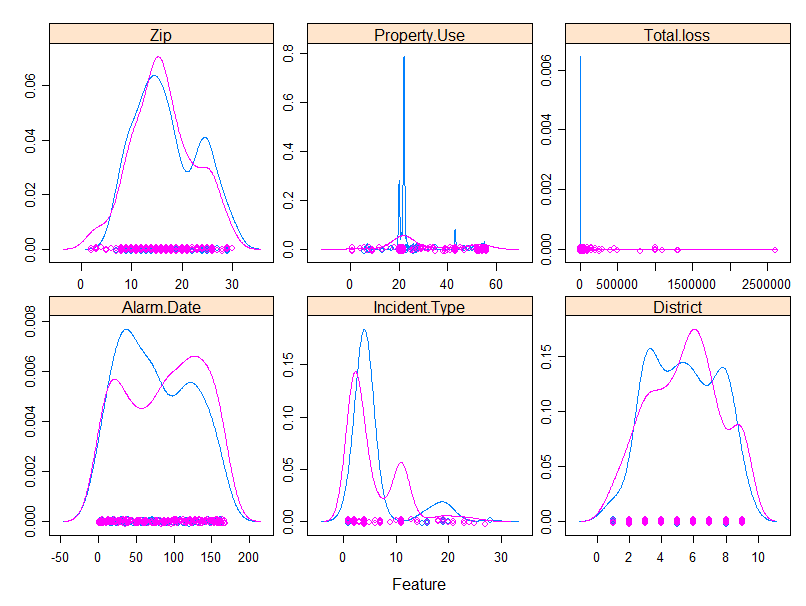 Zip
Property.Use
Total.loss
0.00
0.02
0.04
0.06
0.0
0.2
0.4
0.6
0.8
0.000
0.002
0.004
0.006
0 10 20 30
0 20 40 60
0 500000 1500000 2500000
Alarm.Date
Incident.Type
District
0.000
0.002
0.004
0.006
0.008
0.00
0.05
0.10
0.15
0.00
0.05
0.10
0.15
-50 0 50 100 150 200
0 10 20 30
0 2 4 6 8 10
Feature